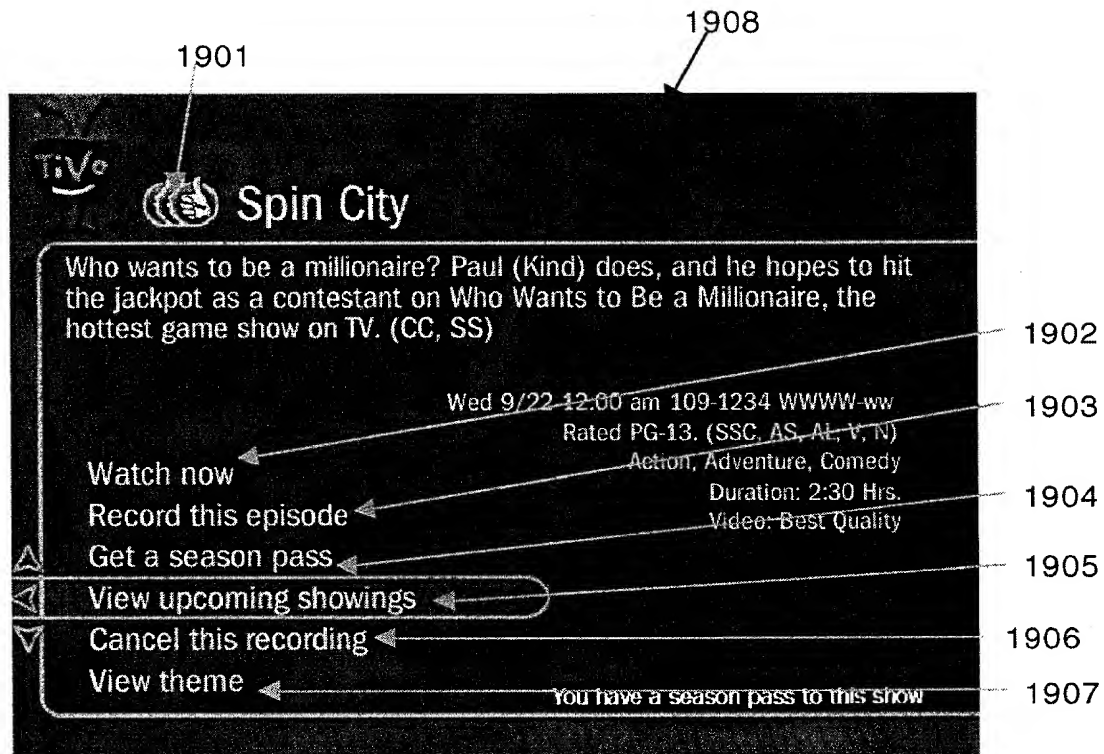 1908
1901
TiVo
Spin City
Who wants to be a millionaire? Paul (Kind) does, and he hopes to hit
the jackpot as a contestant on Who Wants to Be a Millionaire, the
hottest game show on TV. (CC, SS)
1902
Wed 9/22 12:00 am 109-1234 WWWW-ww
1903
Rated PG-13. (SSC, AS, AL, V, N)
Action, Adventure, Comedy
Watch now
Duration: 2:30 Hrs.
1904
Record this episode
Video: Best Quality
Get a season pass
1905
View upcoming showings
Cancel this recording
1906
View theme
1907
You have a season pass to this show